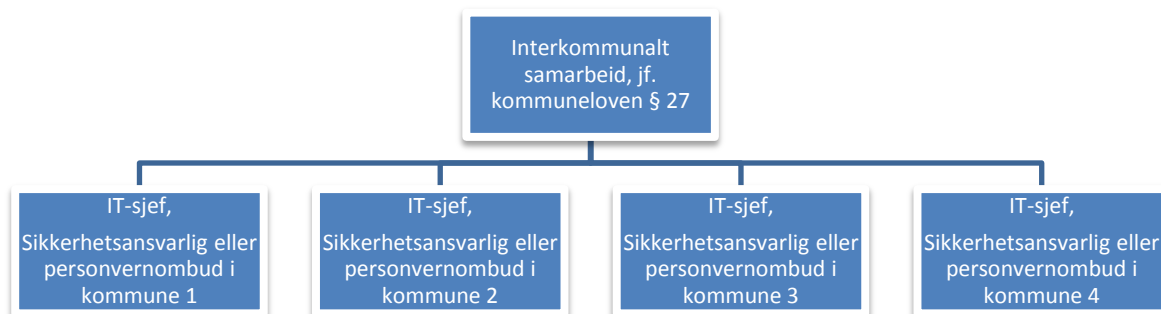 Interkommunalt
samarbeid, jf.
kommuneloven § 27
IT-sjef,
Sikkerhetsansvarlig eller
personvernombud i
kommune 1
IT-sjef,
Sikkerhetsansvarlig eller
personvernombud i
kommune 2
IT-sjef,
Sikkerhetsansvarlig eller
personvernombud i
kommune 3
IT-sjef,
Sikkerhetsansvarlig eller
personvernombud i
kommune 4